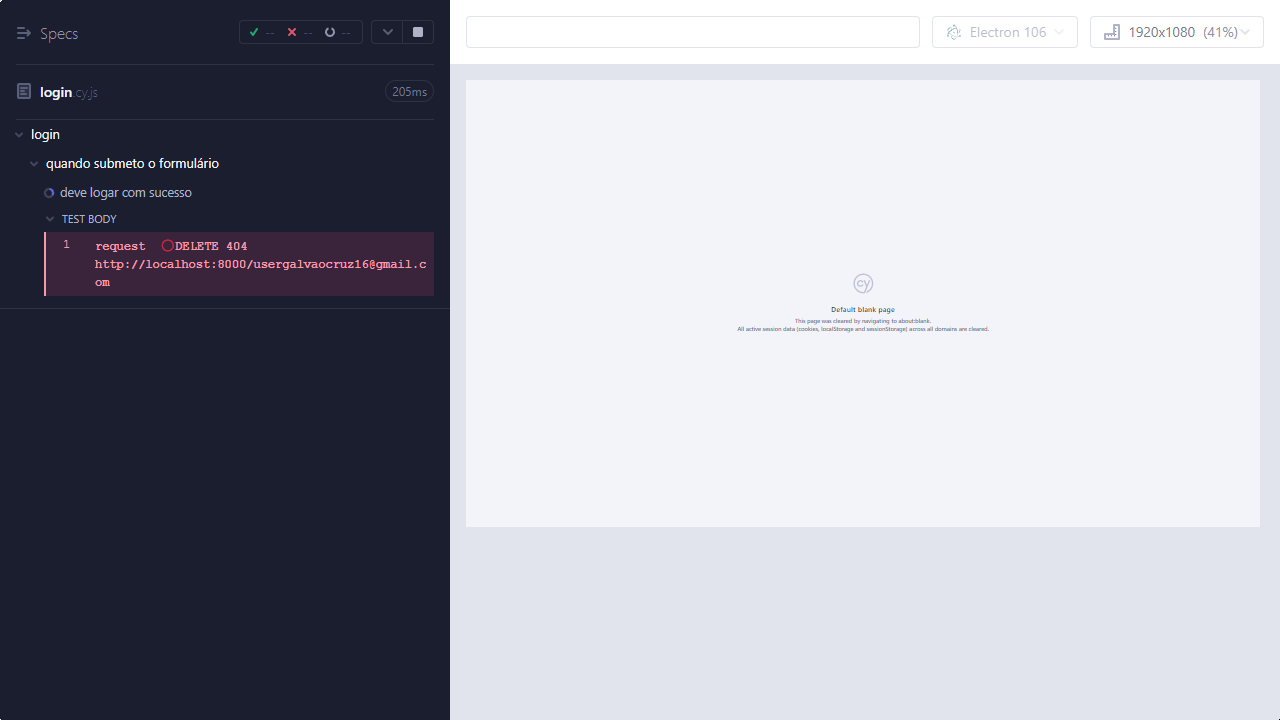 Specs
-- -- --
login.cy.js
205ms
login
quando submeto o formulário
deve logar com sucesso
TEST BODY
1 request DELETE 404
http://localhost:8000/usergalvaocruz16@gmail.c
om
Electron 106
1920x1080 (41%)
cy
Default blank page
This page was cleared by navigating to about:blank.
All active session data (cookies, localStorage and sessionStorage) across all domains are cleared.